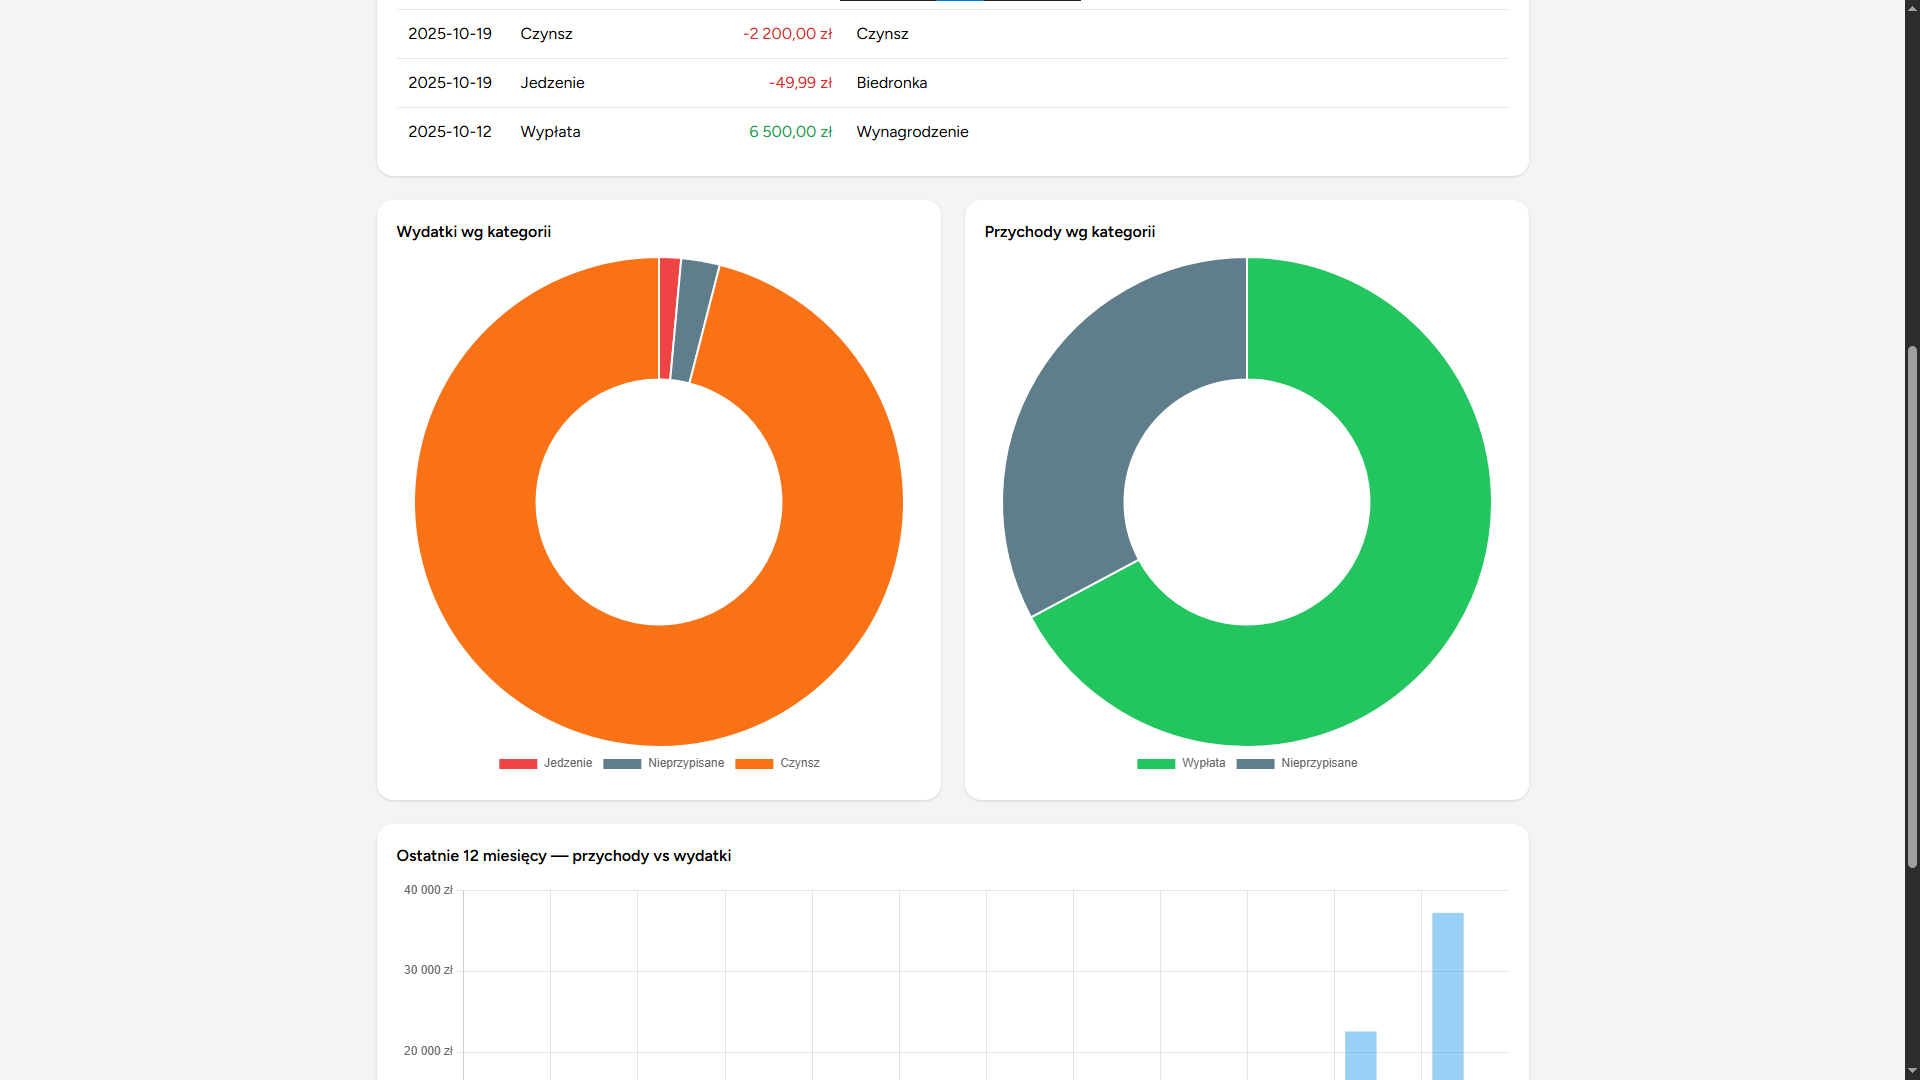 2025-10-19 Czynsz -2 200,00 zł Czynsz
2025-10-19 Jedzenie -49,99 zł Biedronka
2025-10-12 Wypłata 6 500,00 zł Wynagrodzenie
Wydatki wg kategorii
Jedzenie Nieprzypisane Czynsz
Przychody wg kategorii
Wypłata Nieprzypisane
Ostatnie 12 miesięcy — przychody vs wydatki
40 000 zł
30 000 zł
20 000 zł